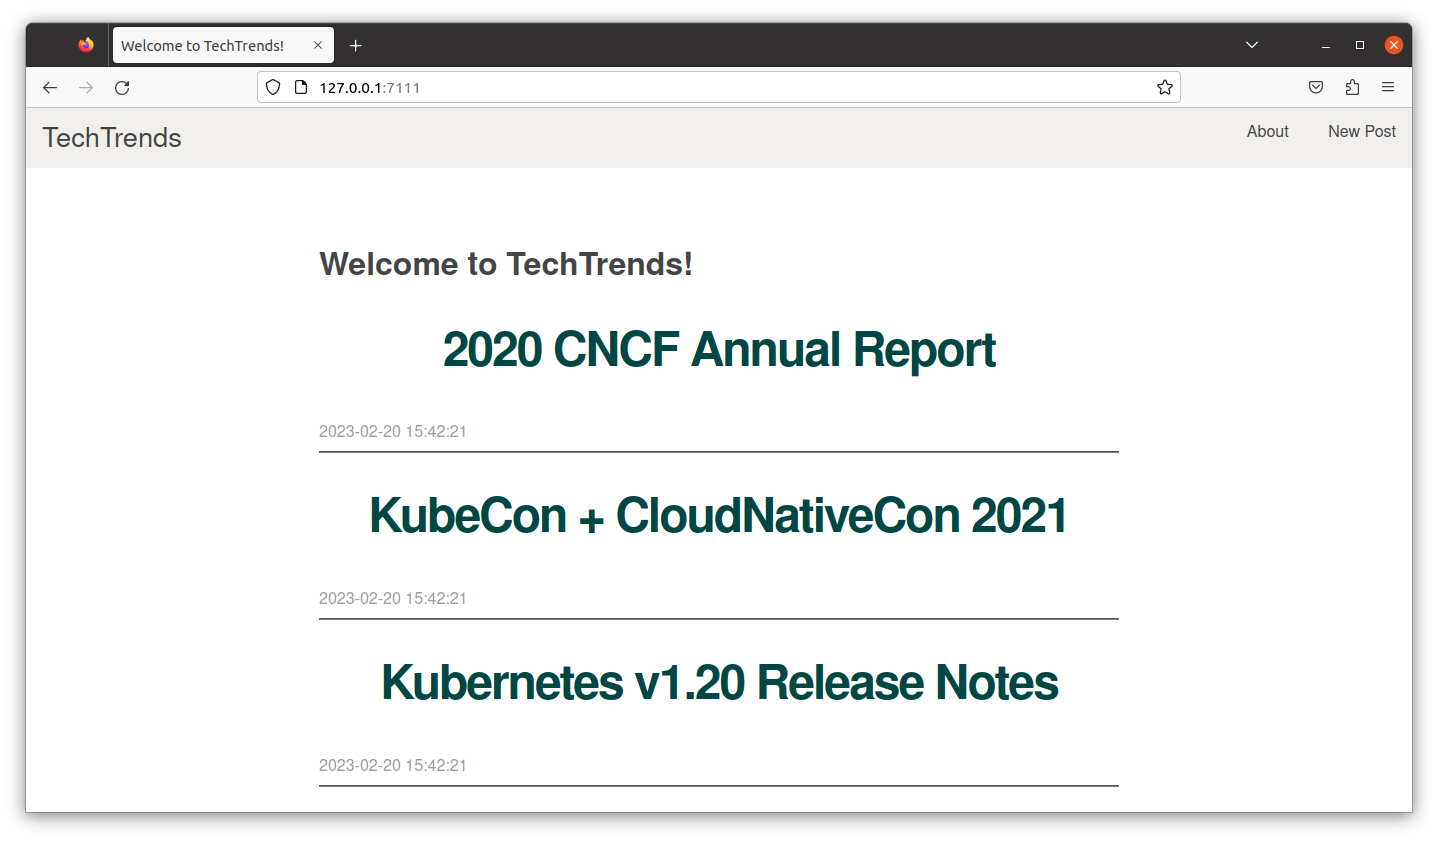 Welcome to TechTrends!
127.0.0.1:7111
TechTrends
About
New Post
Welcome to TechTrends!
2020 CNCF Annual Report
2023-02-20 15:42:21
KubeCon + CloudNativeCon 2021
2023-02-20 15:42:21
Kubernetes v1.20 Release Notes
2023-02-20 15:42:21